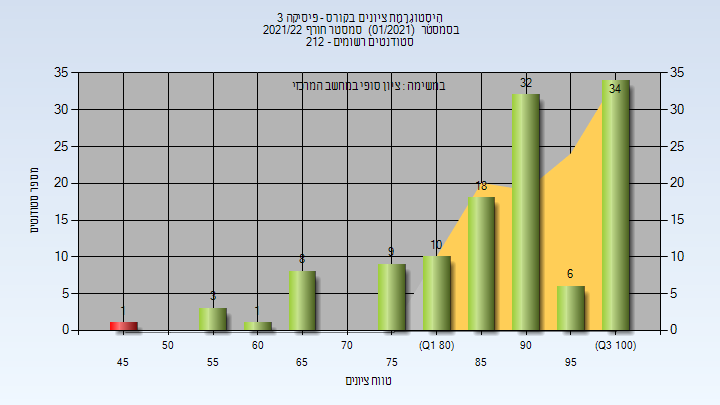 היסטוגרמת ציונים בקורס - פיסיקה 3
בסמסטר (01/2021) סמסטר חורף 2021/22
סטודנטים רשומים - 212
במשימה : ציון סופי במחשב המרכזי
35 35
30 30
25 25
20 20
15 15
10 10
5 5
0 0
1 3 1 8 9 10 18 32 6 34
מספר סטודנטים
50 60 70 (Q1 80) 90 (Q3 100)
45 55 65 75 85 95
טווח ציונים